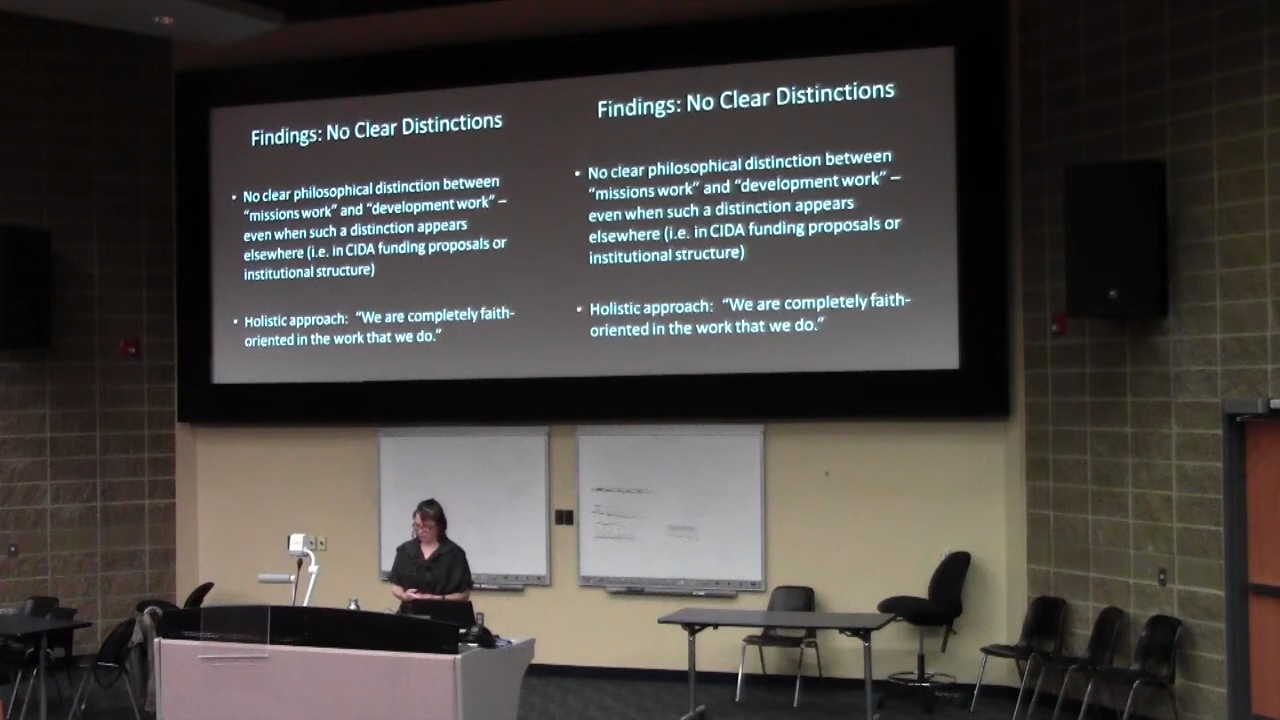 Findings: No Clear Distinctions
• No clear philosophical distinction between
“missions work” and “development work” –
even when such a distinction appears
elsewhere (i.e. in CIDA funding proposals or
institutional structure)
• Holistic approach: “We are completely faith-
oriented in the work that we do.”
Findings: No Clear Distinctions
• No clear philosophical distinction between
“missions work” and “development work” –
even when such a distinction appears
elsewhere (i.e. in CIDA funding proposals or
institutional structure)
• Holistic approach: “We are completely faith-
oriented in the work that we do.”